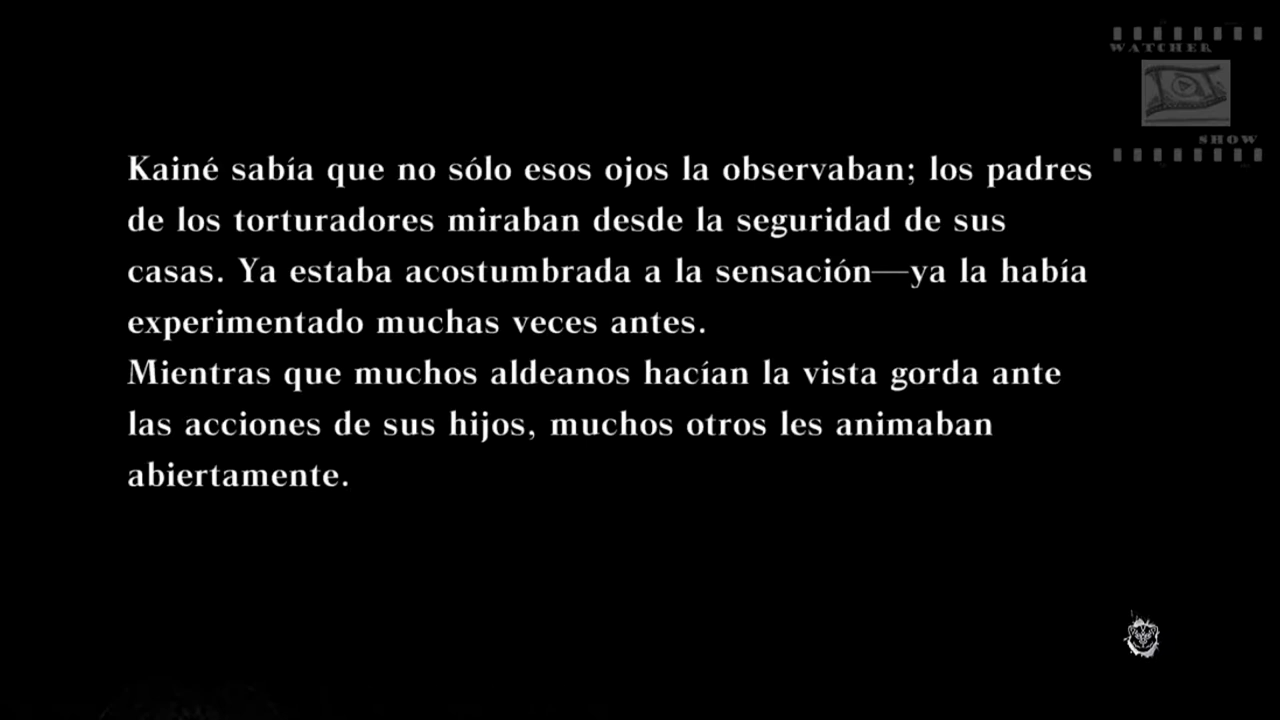 WATCHER
SHOW
Kainé sabía que no sólo esos ojos la observaban; los padres
de los torturadores miraban desde la seguridad de sus
casas. Ya estaba acostumbrada a la sensación—ya la había
experimentado muchas veces antes.
Mientras que muchos aldeanos hacían la vista gorda ante
las acciones de sus hijos, muchos otros les animaban
abiertamente.